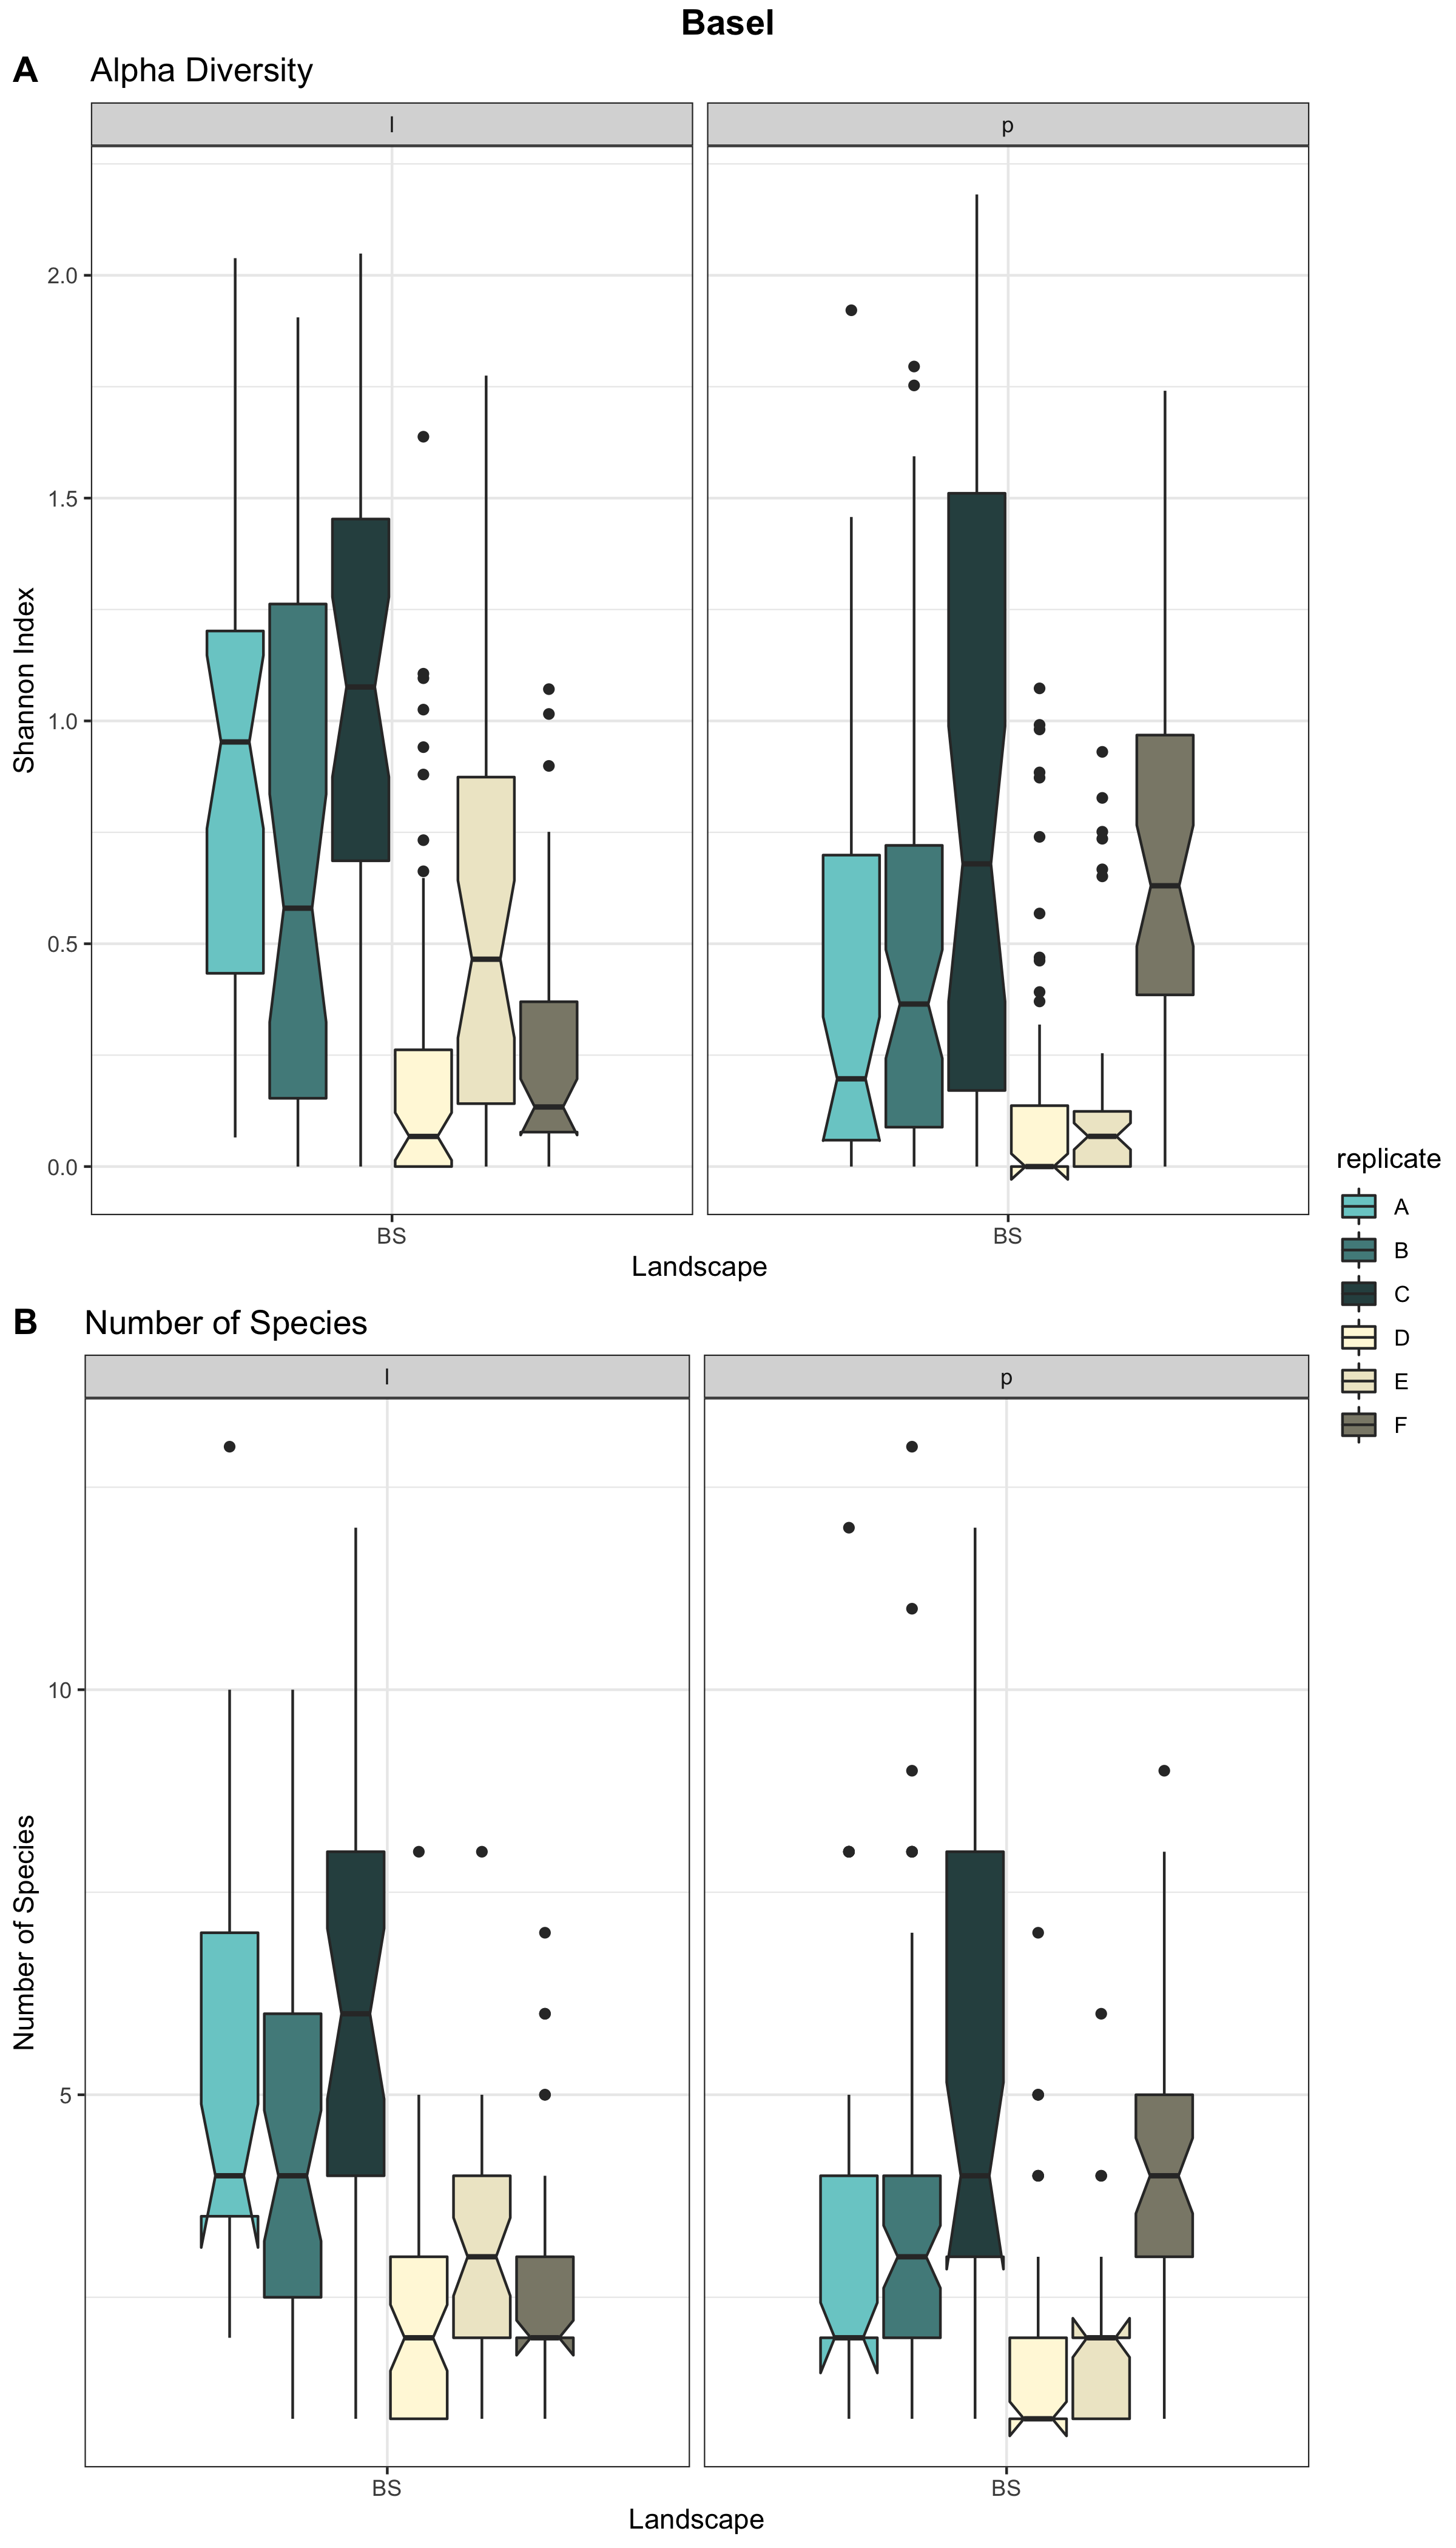 Basel
A Alpha Diversity
l p
Shannon Index
2.0
1.5
1.0
0.5
0.0
BS BS
Landscape
replicate
A
B
C
D
E
F
B Number of Species
l p
Number of Species
10
5
BS BS
Landscape